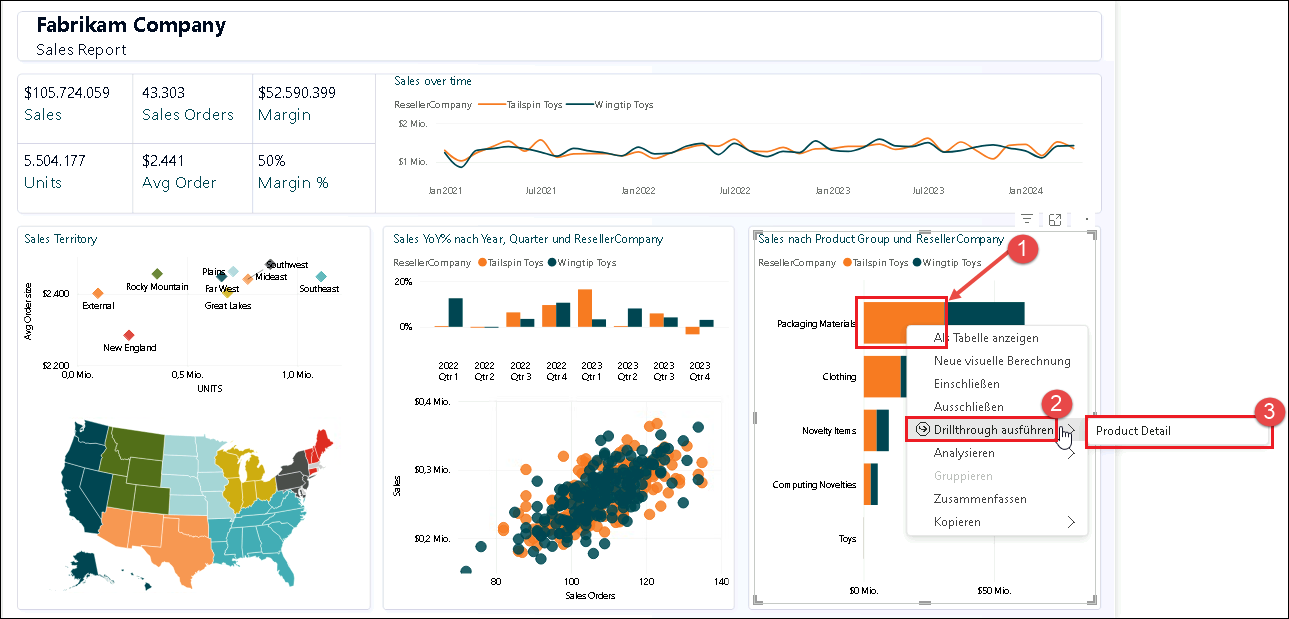 Fabrikam Company
Sales Report
$105.724.059
Sales
43.303
Sales Orders
$52.590.399
Margin
5.504.177
Units
$2.441
Avg Order
50%
Margin %
Sales over time
ResellerCompany Tailspin Toys Wingtip Toys
$2 Mio.
$1 Mio.
Jan2021 Jul2021 Jan2022 Jul2022 Jan2023 Jul2023 Jan2024
Sales Territory
Avg Order size
$2.400
$2.200
Plains
Southwest
Rocky Mountain
Far West
Mideast
Southeast
External
Great Lakes
New England
0,0 Mio. 0,5 Mio. 1,0 Mio.
UNITS
Sales YoY% nach Year, Quarter und ResellerCompany
ResellerCompany Tailspin Toys Wingtip Toys
20%
0%
2022 2022 2022 2022 2023 2023 2023 2023
Qtr 1 Qtr 2 Qtr 3 Qtr 4 Qtr 1 Qtr 2 Qtr 3 Qtr 4
$0,4 Mio.
$0,3 Mio.
$0,2 Mio.
Sales
80 100 120 140
Sales Orders
Sales nach Product Group und ResellerCompany
ResellerCompany Tailspin Toys Wingtip Toys
Packaging Materials
Clothing
Novelty Items
Computing Novelties
Toys
$0 Mio. $50 Mio.
1
Als Tabelle anzeigen
Neue visuelle Berechnung
Einschließen
Ausschließen
2
Drillthrough ausführen
Analysieren
Gruppieren
Zusammenfassen
Kopieren
3
Product Detail